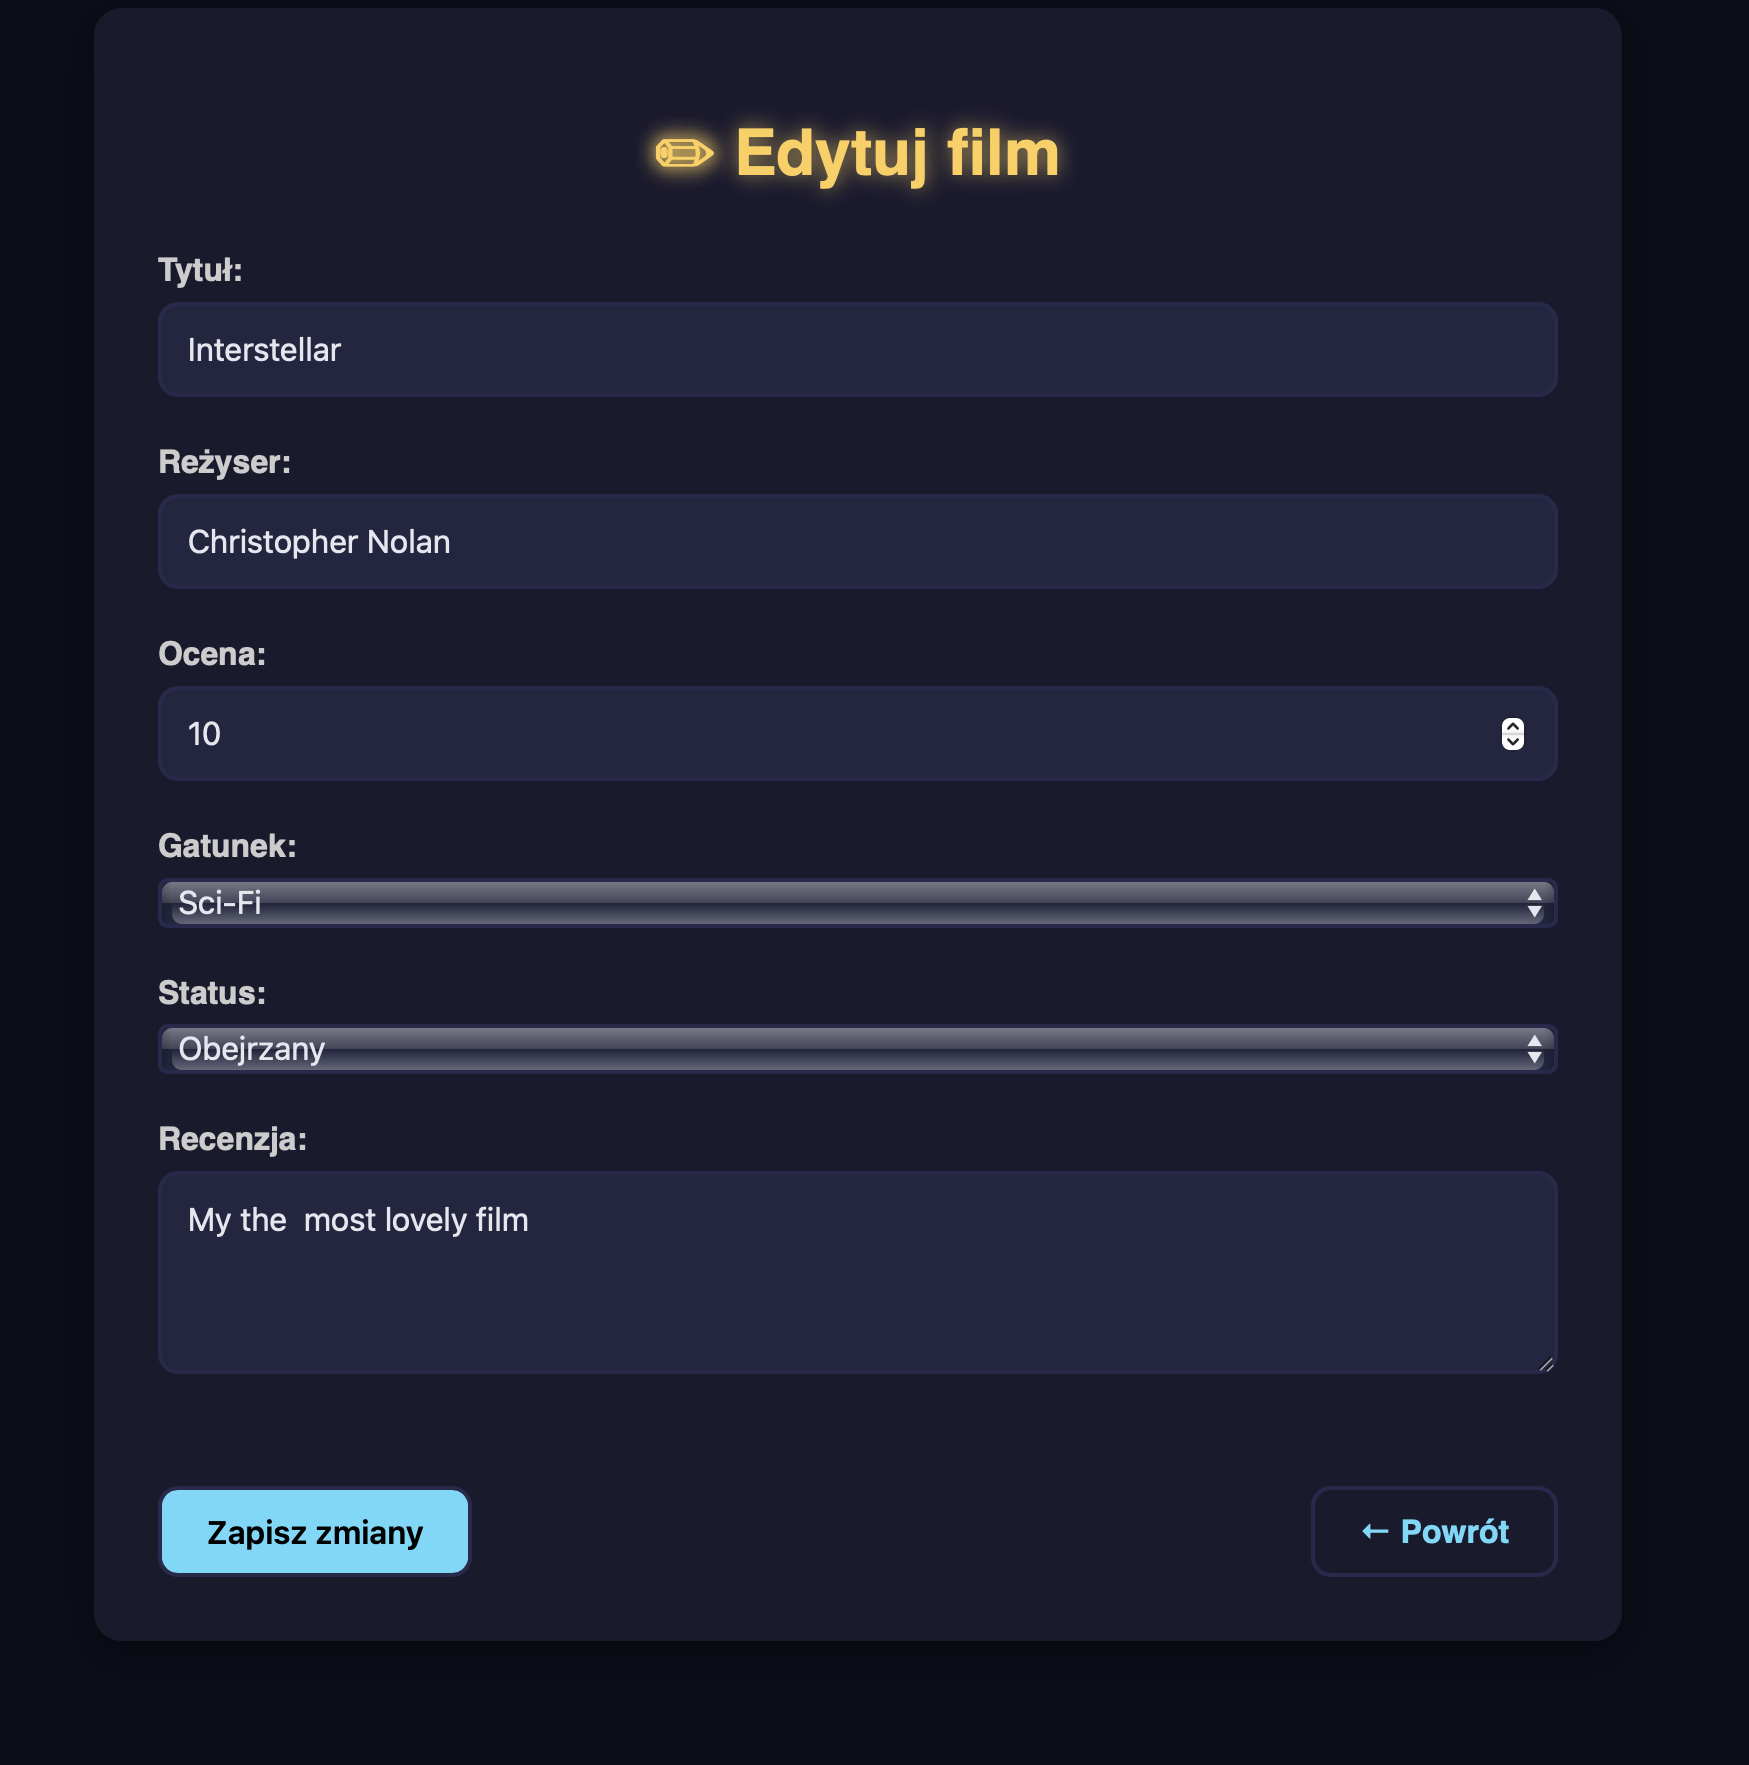 ✏ Edytuj film
Tytuł:
Interstellar
Reżyser:
Christopher Nolan
Ocena:
10
Gatunek:
Sci-Fi
Status:
Obejrzany
Recenzja:
My the  most lovely film
Zapisz zmiany
← Powrót